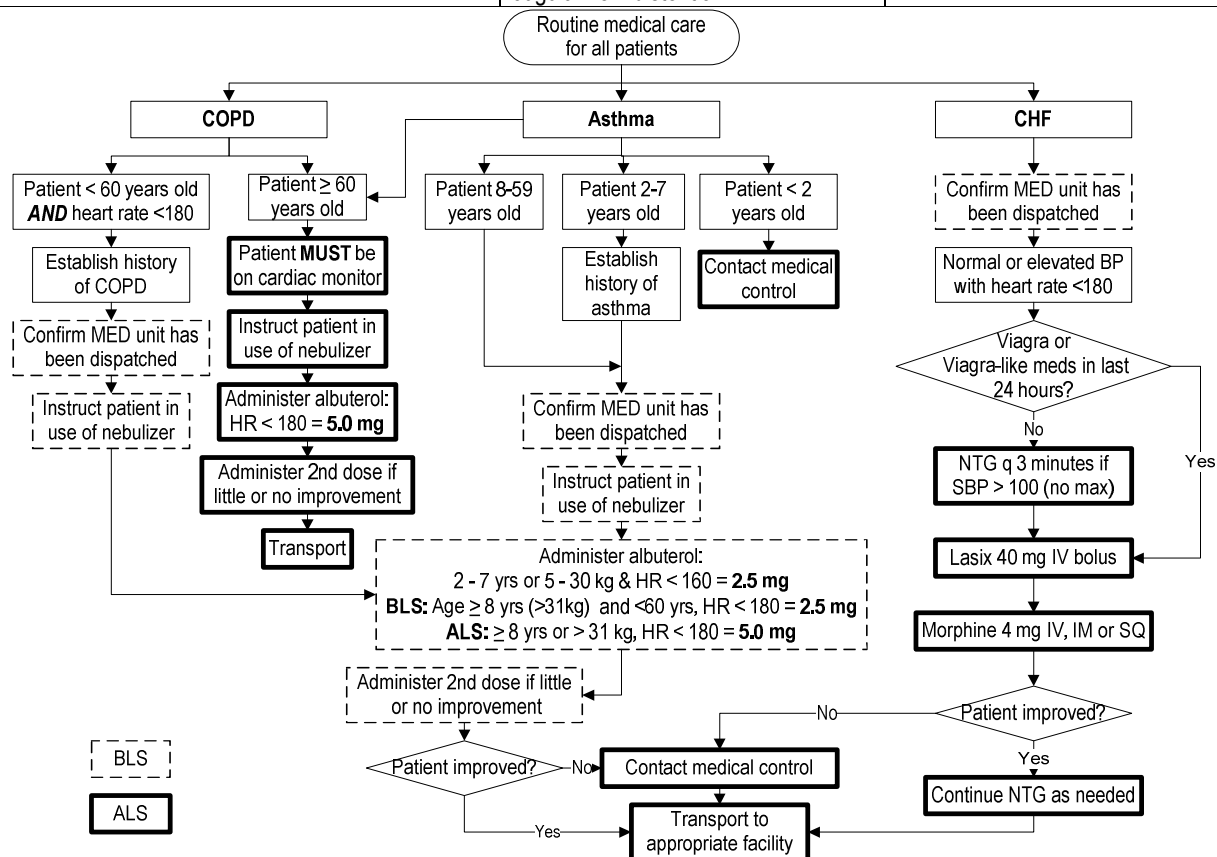 Routine medical care
for all patients
COPD
Asthma
CHF
Patient < 60 years old
AND heart rate <180
Patient ≥ 60
years old
Patient 8-59
years old
Patient 2-7
years old
Patient < 2
years old
Confirm MED unit has
been dispatched
Establish history
of COPD
Patient MUST be
on cardiac monitor
Establish
history of
asthma
Contact medical
control
Normal or elevated BP
with heart rate <180
Confirm MED unit has
been dispatched
Instruct patient in
use of nebulizer
Viagra or
Viagra-like meds in last
24 hours?
Instruct patient in
use of nebulizer
Administer albuterol:
HR < 180 = 5.0 mg
Confirm MED unit has
been dispatched
No
Yes
Administer 2nd dose if
little or no improvement
Instruct patient in
use of nebulizer
NTG q 3 minutes if
SBP > 100 (no max)
Transport
Administer albuterol:
2 - 7 yrs or 5 - 30 kg & HR < 160 = 2.5 mg
BLS: Age ≥ 8 yrs (>31kg) and <60 yrs, HR < 180 = 2.5 mg
ALS: ≥ 8 yrs or > 31 kg, HR < 180 = 5.0 mg
Lasix 40 mg IV bolus
Morphine 4 mg IV, IM or SQ
Administer 2nd dose if little
or no improvement
No
Patient improved?
BLS
Patient improved?
No
Contact medical control
Yes
Continue NTG as needed
ALS
Yes
Transport to
appropriate facility